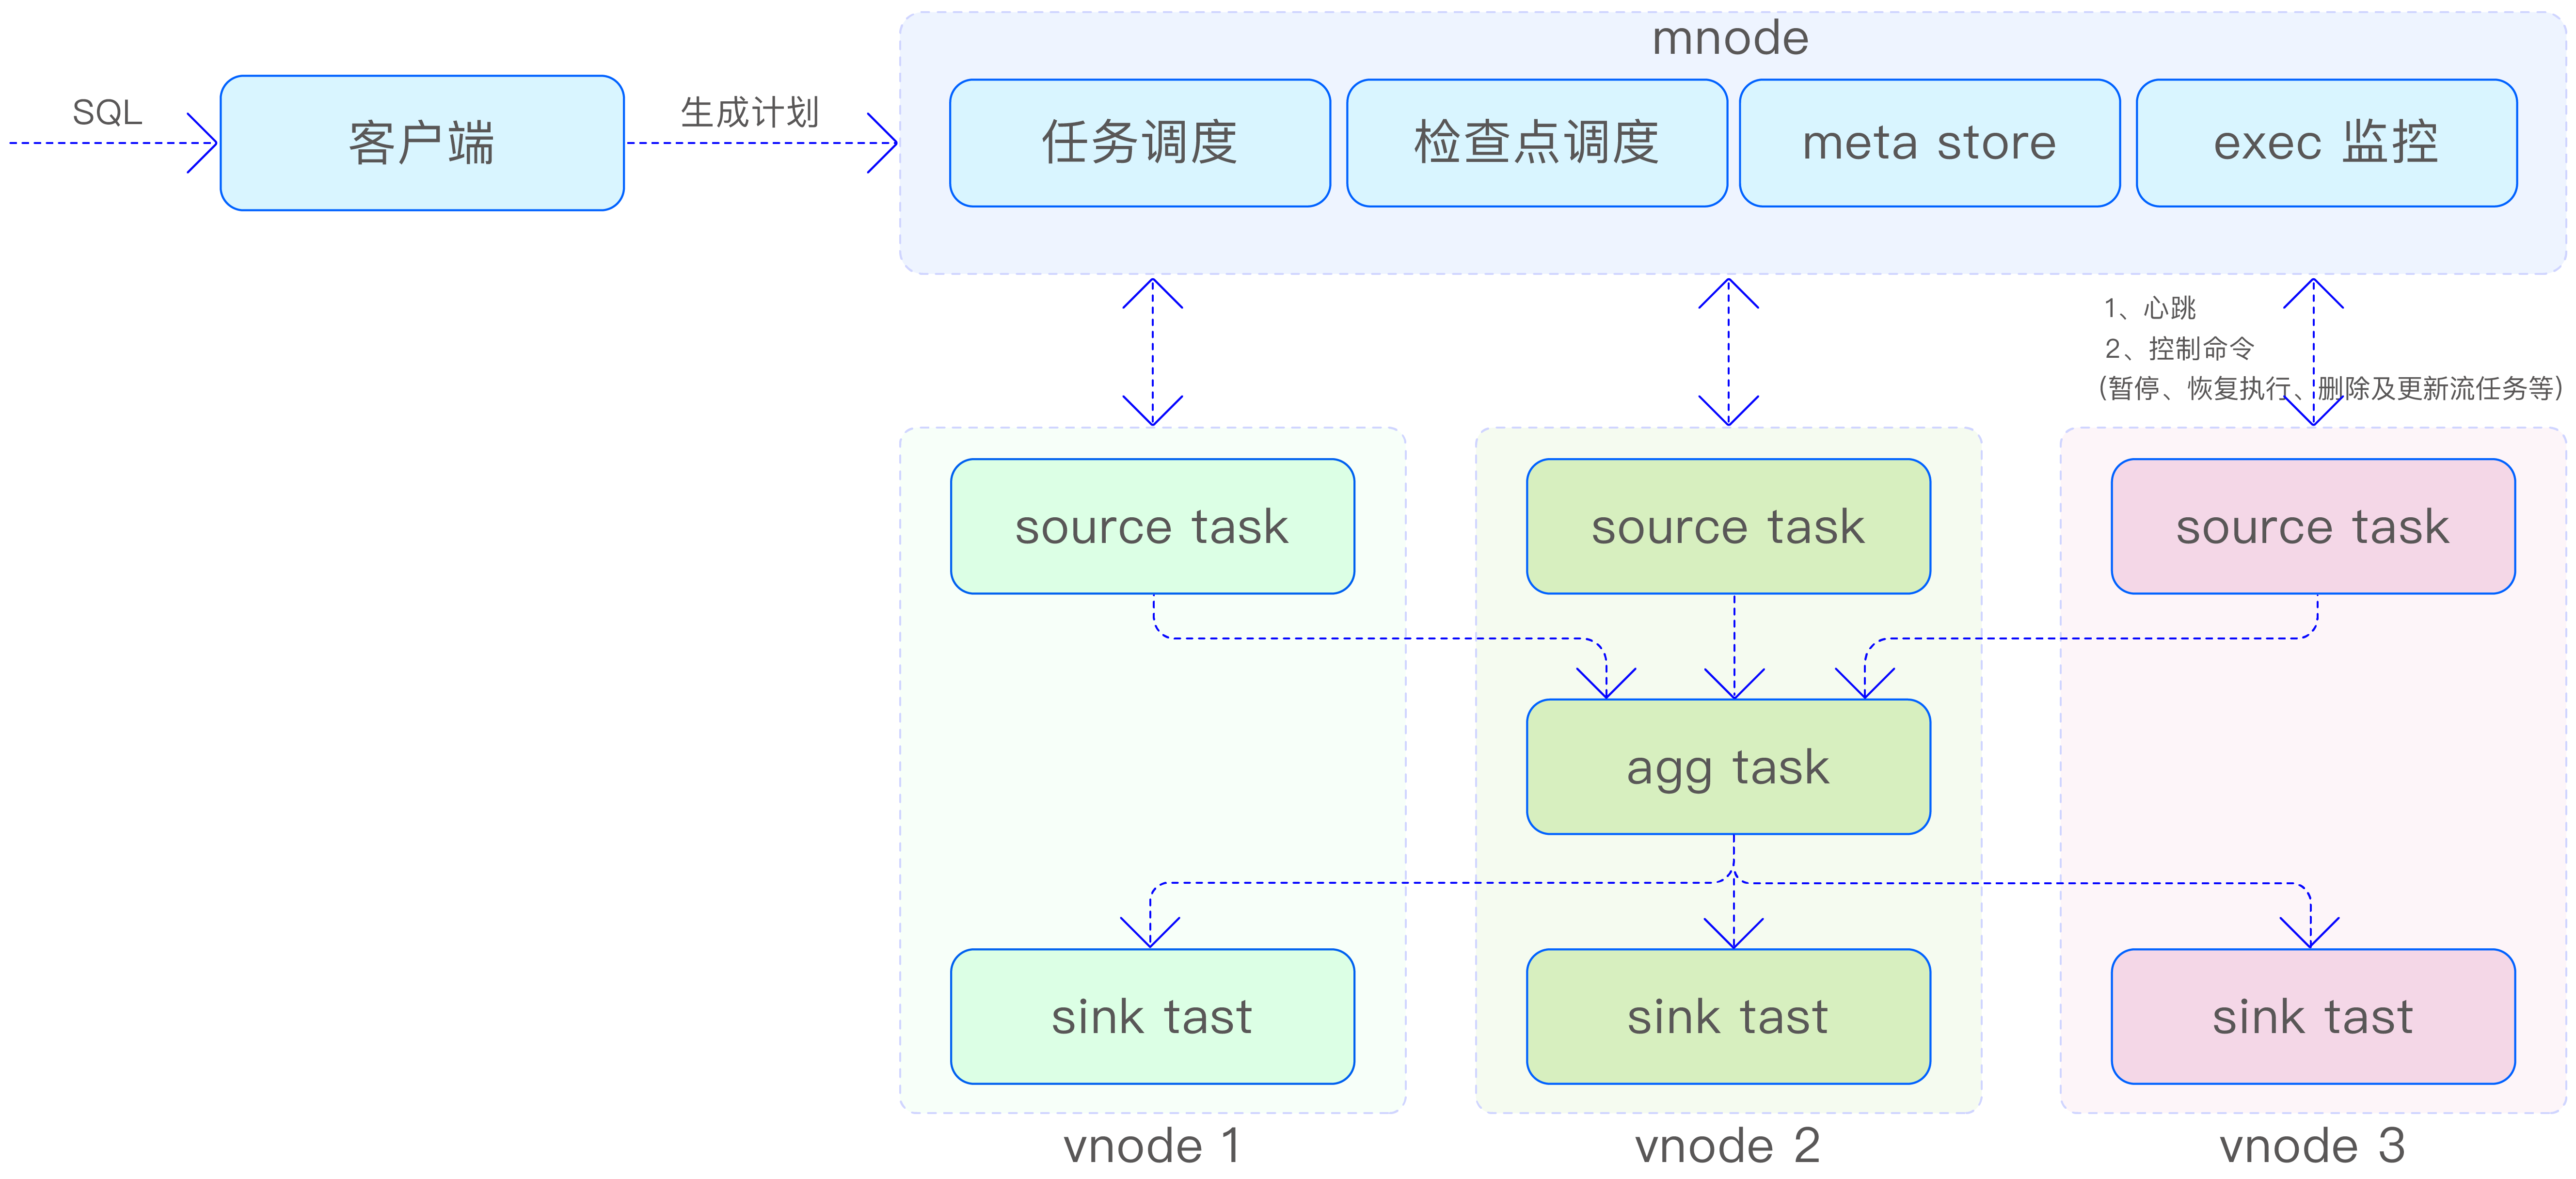 mnode
SQL
客户端
生成计划
任务调度
检查点调度
meta store
exec 监控
1、心跳
2、控制命令
(暂停、恢复执行、删除及更新流任务等)
source task
source task
source task
agg task
sink tast
sink tast
sink tast
vnode 1
vnode 2
vnode 3